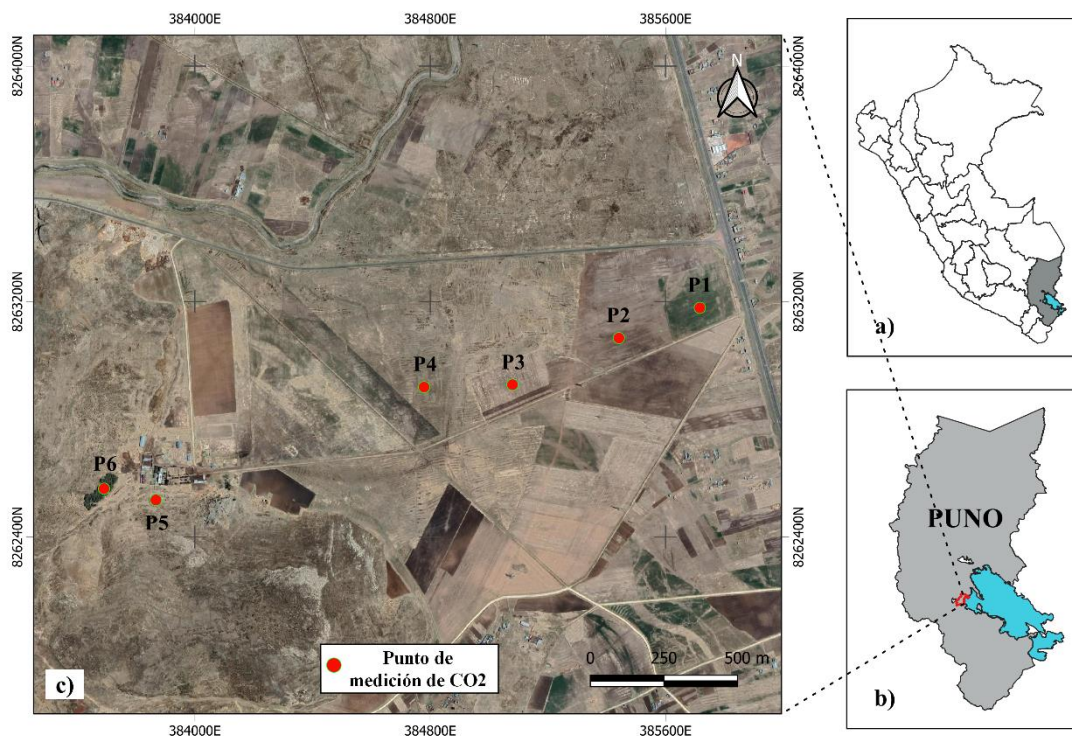 384000E
384800E
385600E
8264000N
8264000N
N
a)
8263200N
8263200N
P1
P2
P3
P4
P6
P5
8262400N
8262400N
PUNO
b)
Punto de
medición de CO2
0
250
500 m
c)
384000E
384800E
385600E